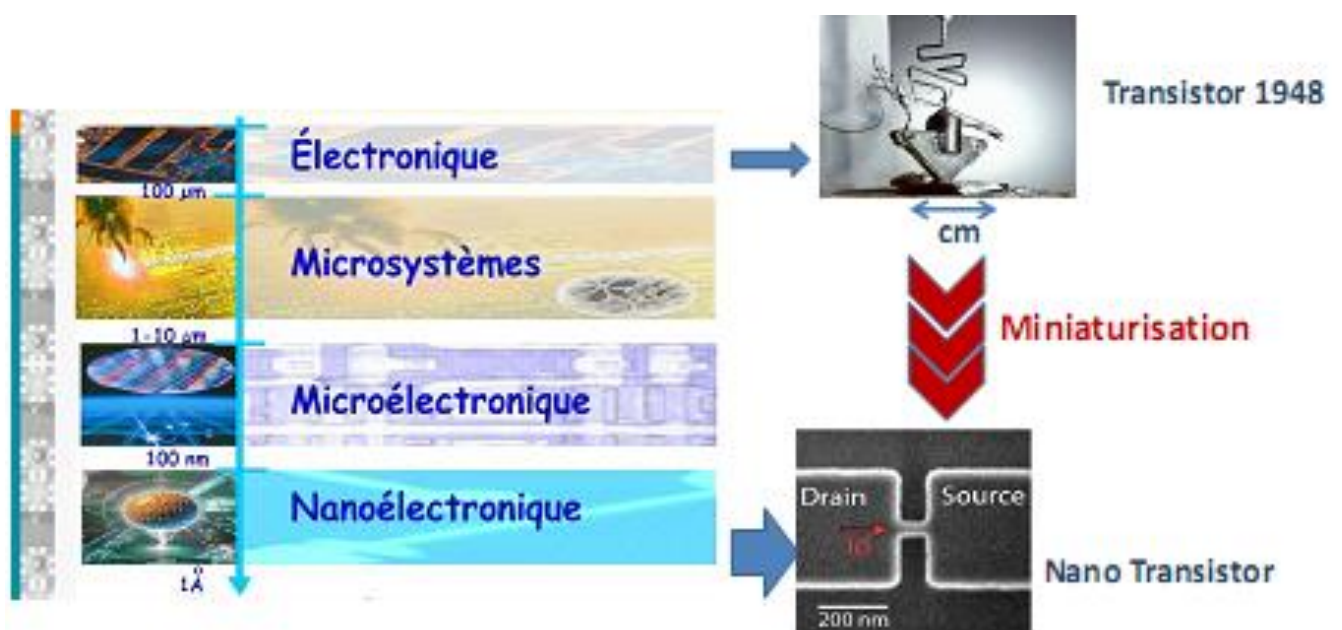 Électronique
100 µm
Microsystèmes
1-10 µm
Microélectronique
100 nm
Nanoélectronique
1Å
Transistor 1948
cm
Miniaturisation
Drain
Source
200 nm
Nano Transistor